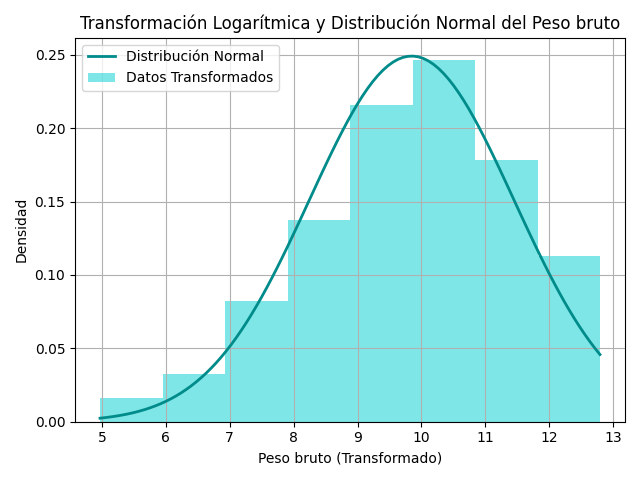 Transformación Logarítmica y Distribución Normal del Peso bruto
Distribución Normal
Datos Transformados
Densidad
0.25
0.20
0.15
0.10
0.05
0.00
5 6 7 8 9 10 11 12 13
Peso bruto (Transformado)